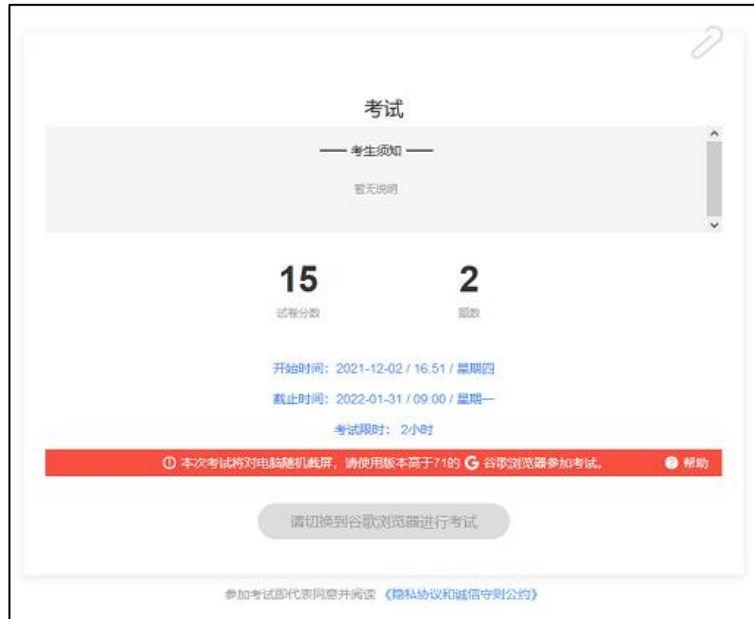 考试
考生须知
暂无说明
15
2
试卷分数
题数
开始时间：2021-12-02 / 16:51 / 星期四
截止时间：2022-01-31 / 09:00 / 星期一
考试限时： 2小时
本次考试将对电脑随机截屏，请使用版本高于71的 谷歌浏览器参加考试。 帮助
请切换到谷歌浏览器进行考试
参加考试即代表同意并阅读 《隐私协议和诚信守则公约》